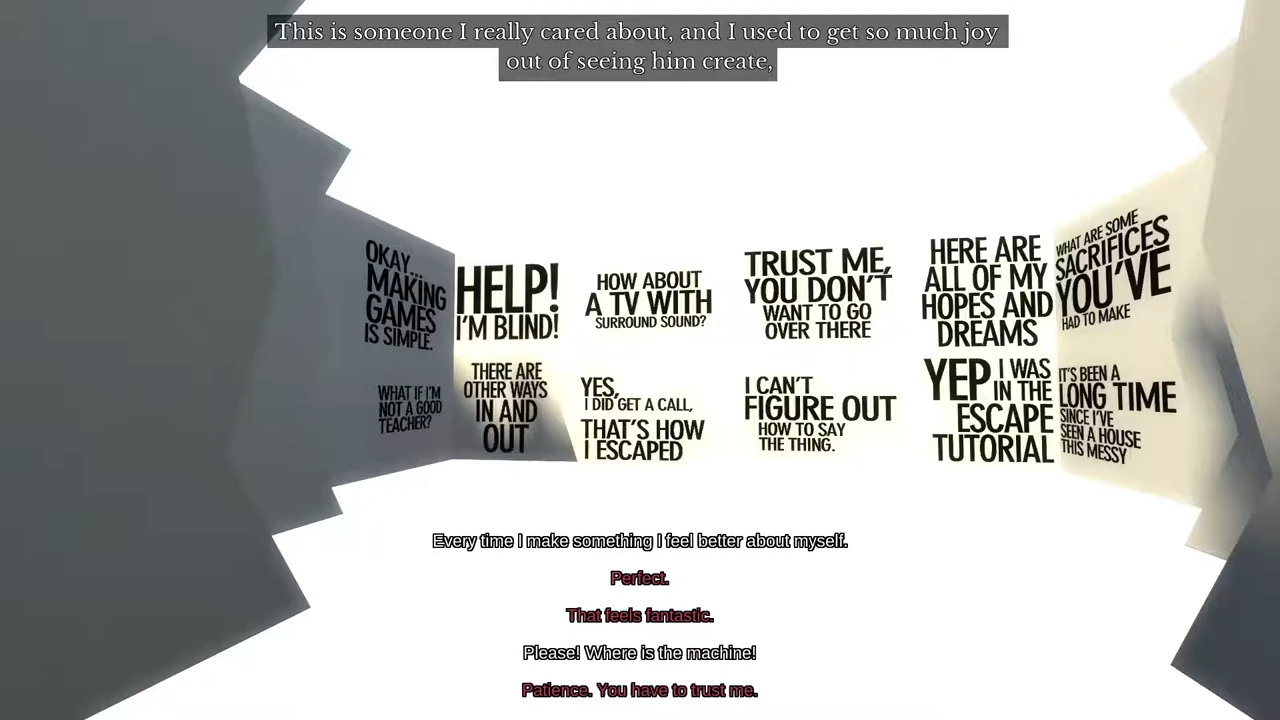 This is someone I really cared about, and I used to get so much joy
out of seeing him create,
OKAY...
MAKING
GAMES
IS SIMPLE.
HELP!
I'M BLIND!
HOW ABOUT
A TV WITH
SURROUND SOUND?
TRUST ME,
YOU DON'T
WANT TO GO
OVER THERE
HERE ARE
ALL OF MY
HOPES AND
DREAMS
WHAT ARE SOME
SACRIFICES
YOU'VE
HAD TO MAKE
WHAT IF I'M
NOT A GOOD
TEACHER?
THERE ARE
OTHER WAYS
IN AND
OUT
YES,
I DID GET A CALL,
THAT'S HOW
I ESCAPED
I CAN'T
FIGURE OUT
HOW TO SAY
THE THING.
YEP I WAS
IN THE
ESCAPE
TUTORIAL
IT'S BEEN A
LONG TIME
SINCE I'VE
SEEN A HOUSE
THIS MESSY
Every time I make something I feel better about myself.
Perfect.
That feels fantastic.
Please! Where is the machine!
Patience. You have to trust me.